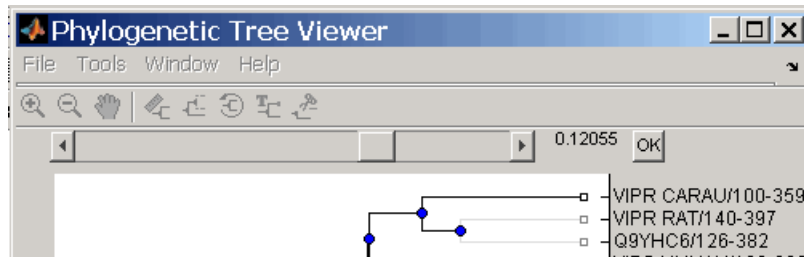 Phylogenetic Tree Viewer
File Tools Window Help
0.12055 OK
VIPR CARAU/100-359
VIPR RAT/140-397
Q9YHC6/126-382